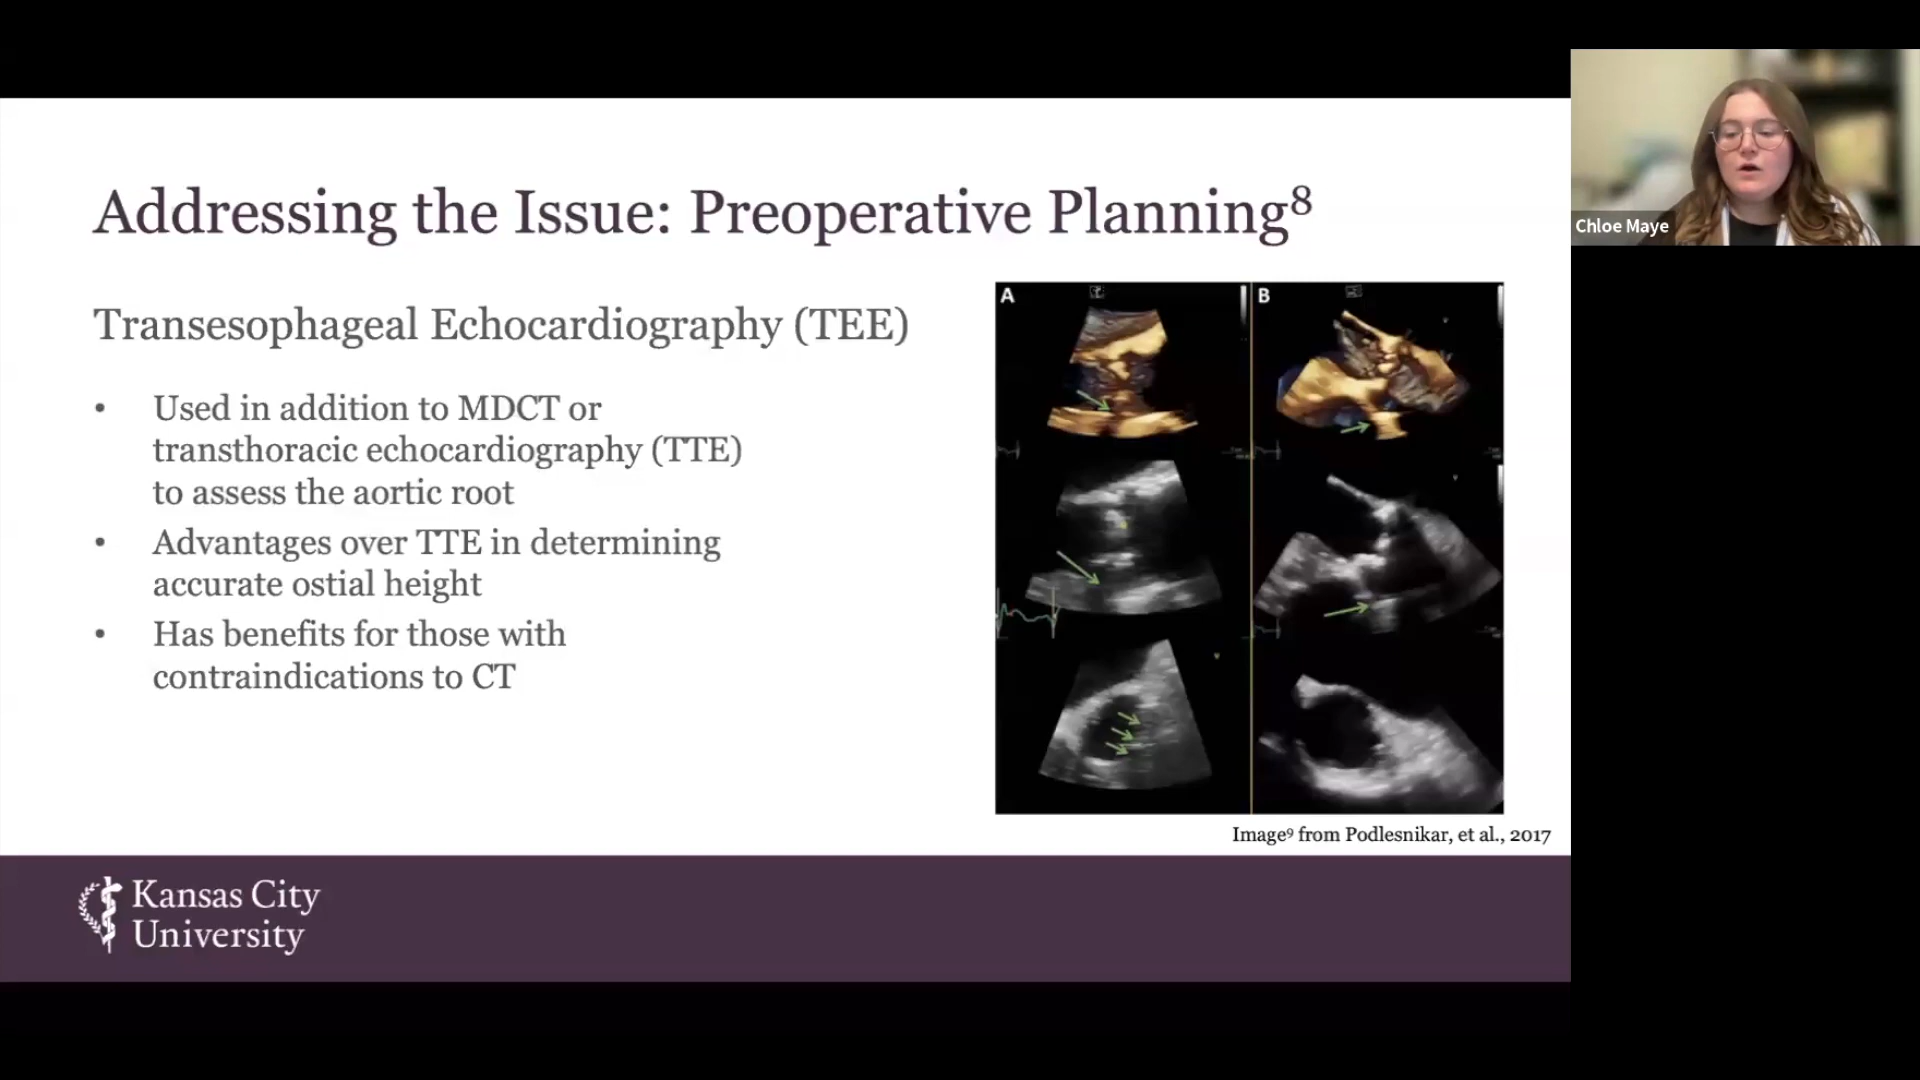 Addressing the Issue: Preoperative Planning⁸
Transesophageal Echocardiography (TEE)
• Used in addition to MDCT or
transthoracic echocardiography (TTE)
to assess the aortic root
• Advantages over TTE in determining
accurate ostial height
• Has benefits for those with
contraindications to CT
A
B
Image⁹ from Podlesnikar, et al., 2017
Kansas City
University
Chloe Maye